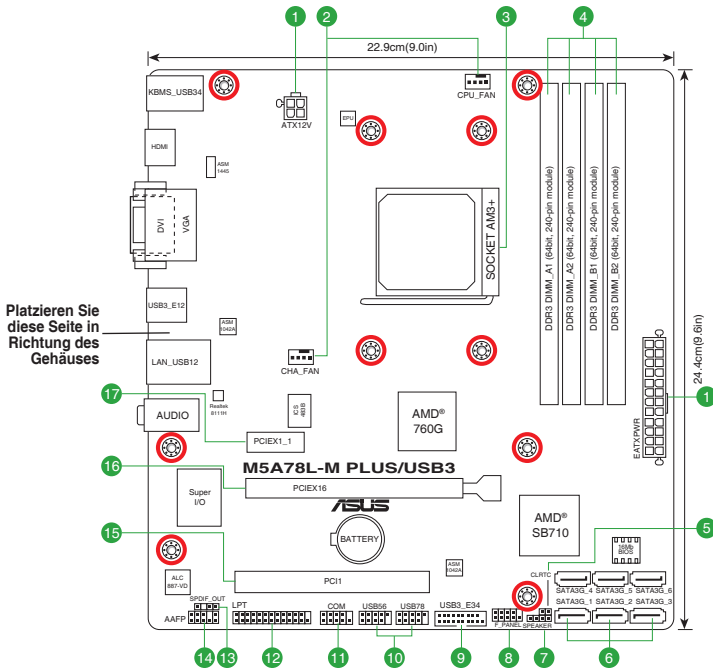 1
2
3
4
22.9cm(9.0in)
KBMS_USB34
ATX12V
CPU_FAN
EPU
HDMI
ASM
1445
DVI
VGA
SOCKET AM3+
DDR3 DIMM_A1 (64bit, 240-pin module)
DDR3 DIMM_A2 (64bit, 240-pin module)
DDR3 DIMM_B1 (64bit, 240-pin module)
DDR3 DIMM_B2 (64bit, 240-pin module)
24.4cm(9.6in)
USB3_E12
Platzieren Sie
diese Seite in
Richtung des
Gehäuses
ASM
1042A
LAN_USB12
CHA_FAN
EATXPWR
1
17
Realtek
8111H
ICS
AUDIO
AMD®
760G
PCIEX1_1
M5A78L-M PLUS/USB3
16
PCIEX16
Super
I/O
ASUS
AMD®
SB710
5
15
BATTERY
16Mb
BIOS
ASM
1042A
ALC
887-VD
PCI1
CLRTC
SATA3G_4
SATA3G_5
SATA3G_6
SATA3G_1
SATA3G_2
SATA3G_3
SPDIF_OUT
AAFP
LPT
COM
USB56
USB78
USB3_E34
F_PANEL
SPEAKER
14
13
12
11
10
9
8
7
6